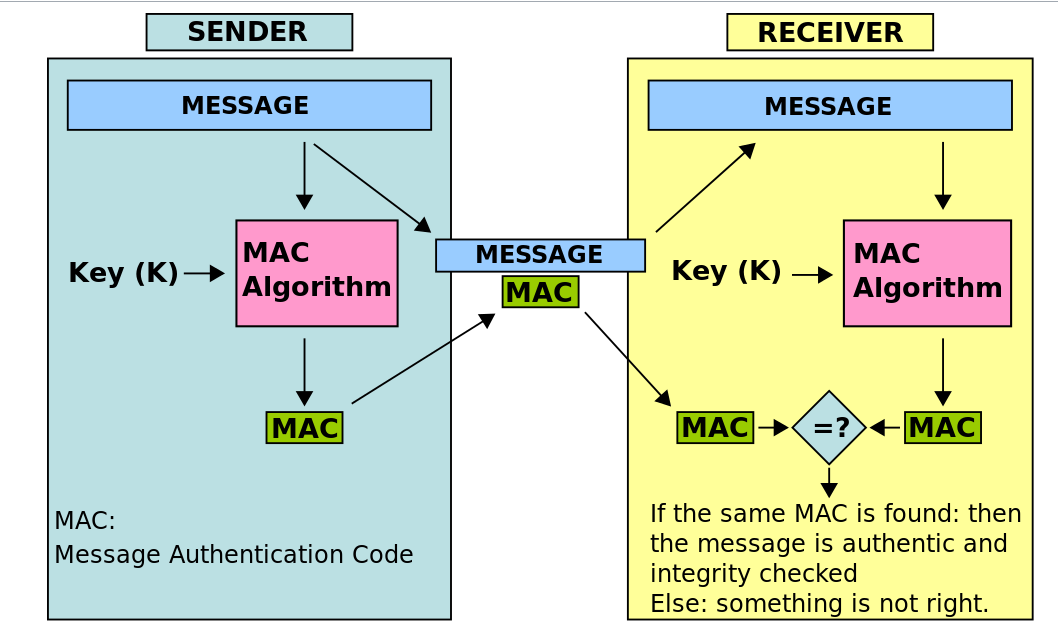 SENDER
MESSAGE
Key (K)
MAC
Algorithm
MAC
MAC:
Message Authentication Code
MESSAGE
MAC
RECEIVER
MESSAGE
Key (K)
MAC
Algorithm
MAC
=?
MAC
If the same MAC is found: then
the message is authentic and
integrity checked
Else: something is not right.